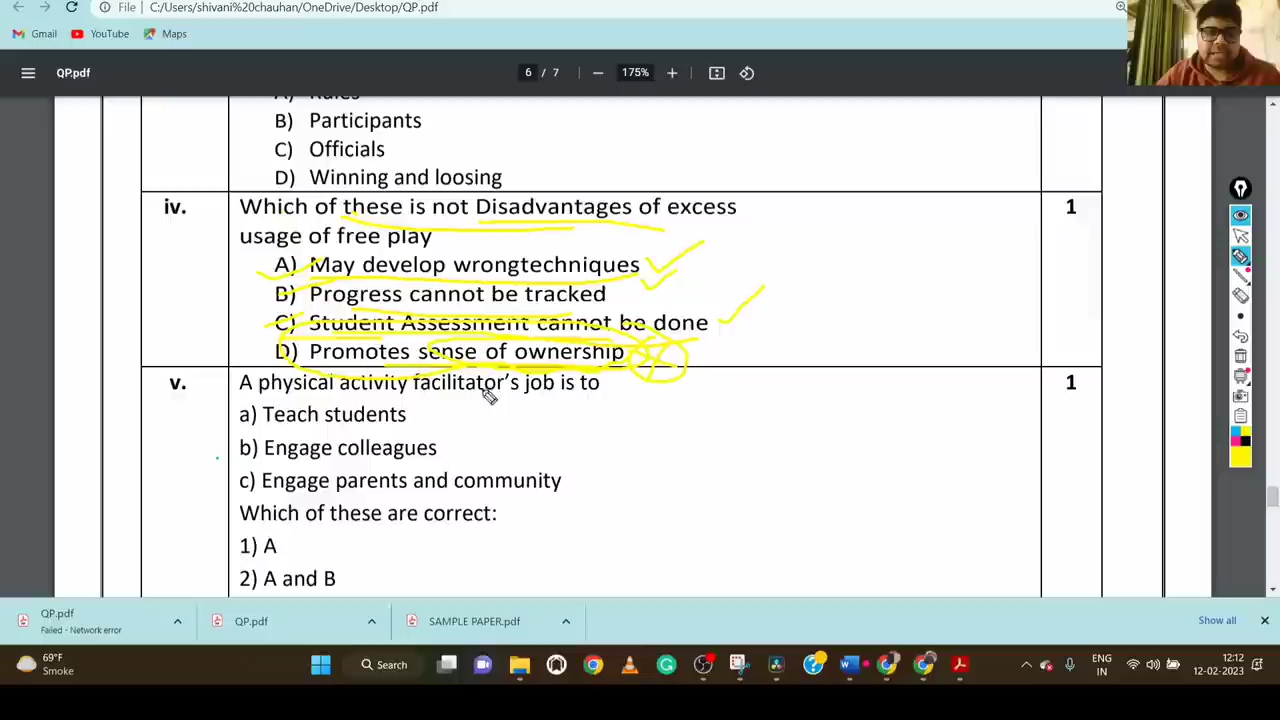 File
C:/Users/shivani%20chauhan/OneDrive/Desktop/QP.pdf
Gmail
YouTube
Maps
QP.pdf
6 / 7
175%
A) Rules
B) Participants
C) Officials
D) Winning and loosing
iv.
Which of these is not Disadvantages of excess
usage of free play
A) May develop wrongtechniques
B) Progress cannot be tracked
C) Student Assessment cannot be done
D) Promotes sense of ownership
1
v.
A physical activity facilitator’s job is to
a) Teach students
b) Engage colleagues
c) Engage parents and community
Which of these are correct:
1) A
2) A and B
1
QP.pdf
Failed - Network error
QP.pdf
SAMPLE PAPER.pdf
Show all
69°F
Smoke
Search
ENG
IN
12:12
12-02-2023